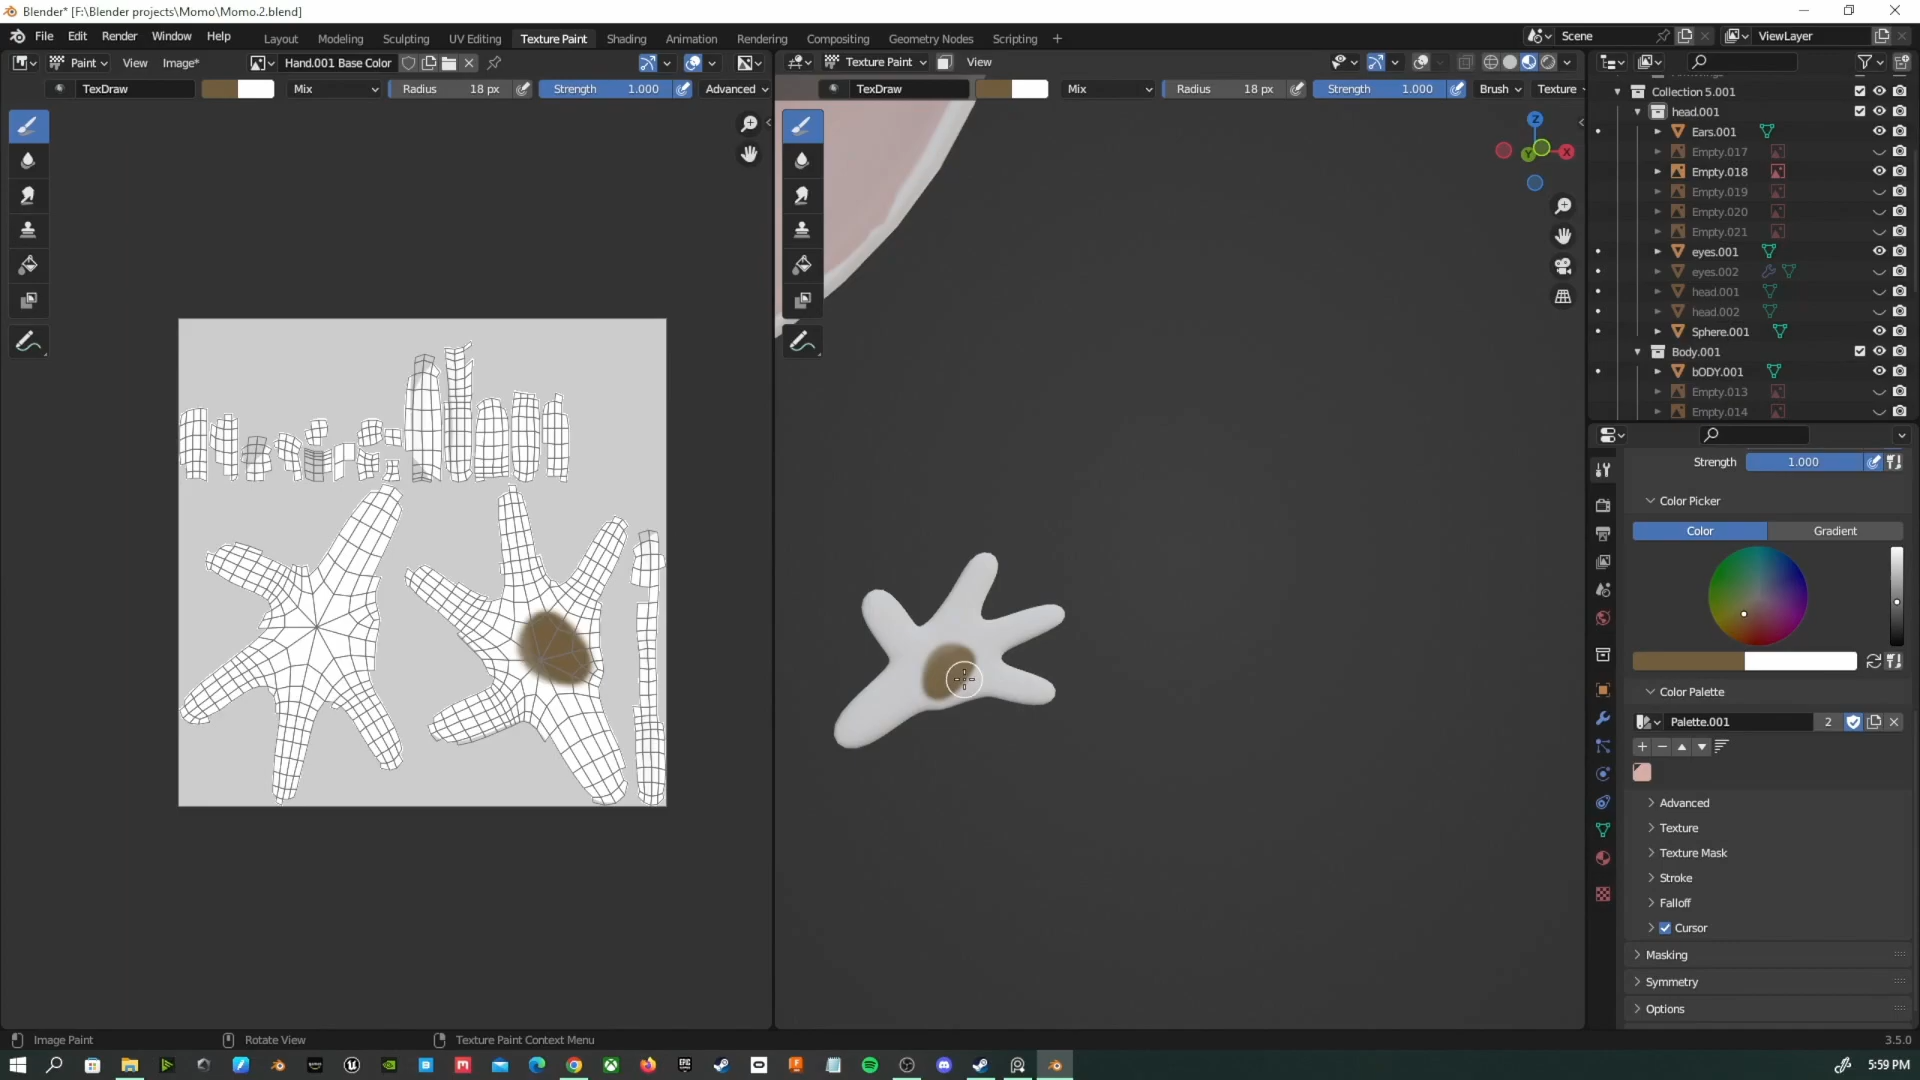 Blender* [F:\Blender projects\Momo\Momo.2.blend]
File Edit Render Window Help
Layout Modeling Sculpting UV Editing Texture Paint Shading Animation Rendering Compositing Geometry Nodes Scripting +
Scene
ViewLayer
Paint View Image*
Hand.001 Base Color
Texture Paint View
TexDraw Mix Radius 18 px Strength 1.000 Advanced
TexDraw Mix Radius 18 px Strength 1.000 Brush Texture
Z
X
Y
Collection 5.001
head.001
Ears.001
Empty.017
Empty.018
Empty.019
Empty.020
Empty.021
eyes.001
eyes.002
head.001
head.002
Sphere.001
Body.001
bODY.001
Empty.013
Empty.014
Strength 1.000
Color Picker
Color Gradient
Color Palette
Palette.001 2
Advanced
Texture
Texture Mask
Stroke
Falloff
Cursor
Masking
Symmetry
Options
Image Paint Rotate View Texture Paint Context Menu 3.5.0
5:59 PM